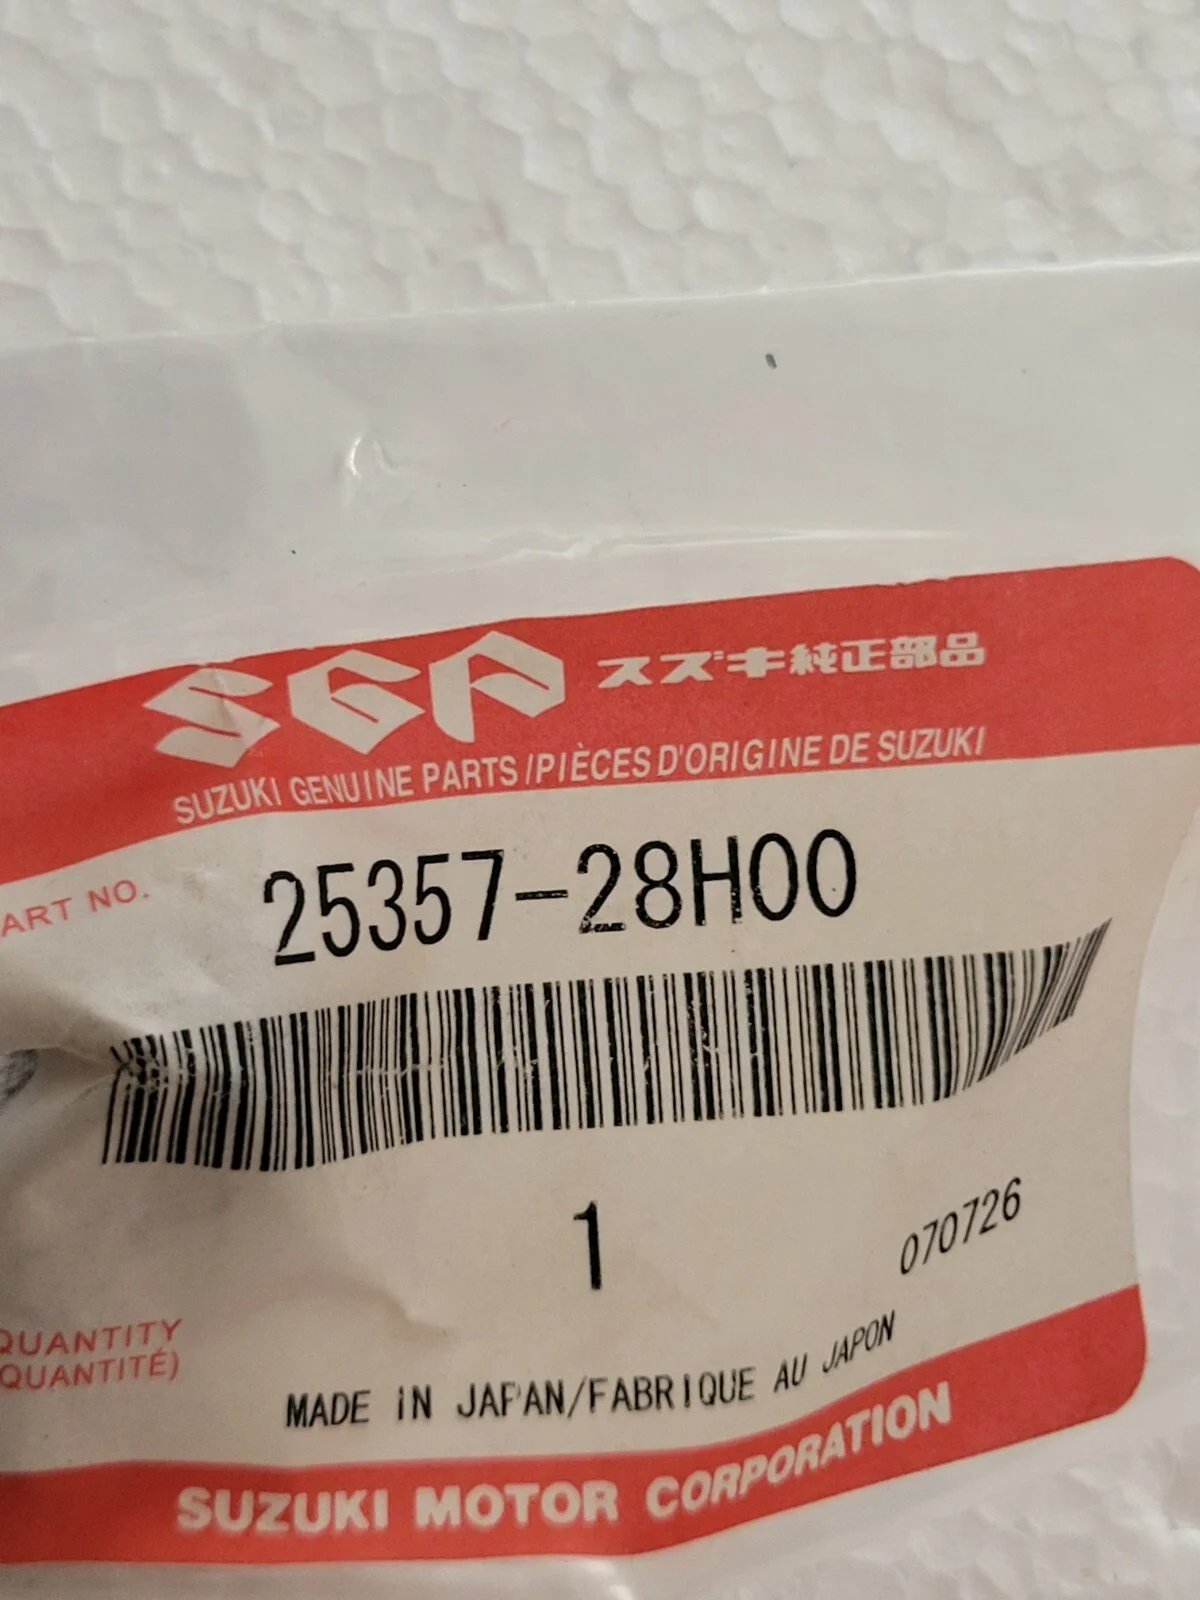 SGP スズキ純正部品
SUZUKI GENUINE PARTS / PIÈCES D'ORIGINE DE SUZUKI
ART NO.
25357-28H00
1
070726
QUANTITY
QUANTITÉ)
MADE IN JAPAN/FABRIQUE AU JAPON
SUZUKI MOTOR CORPORATION